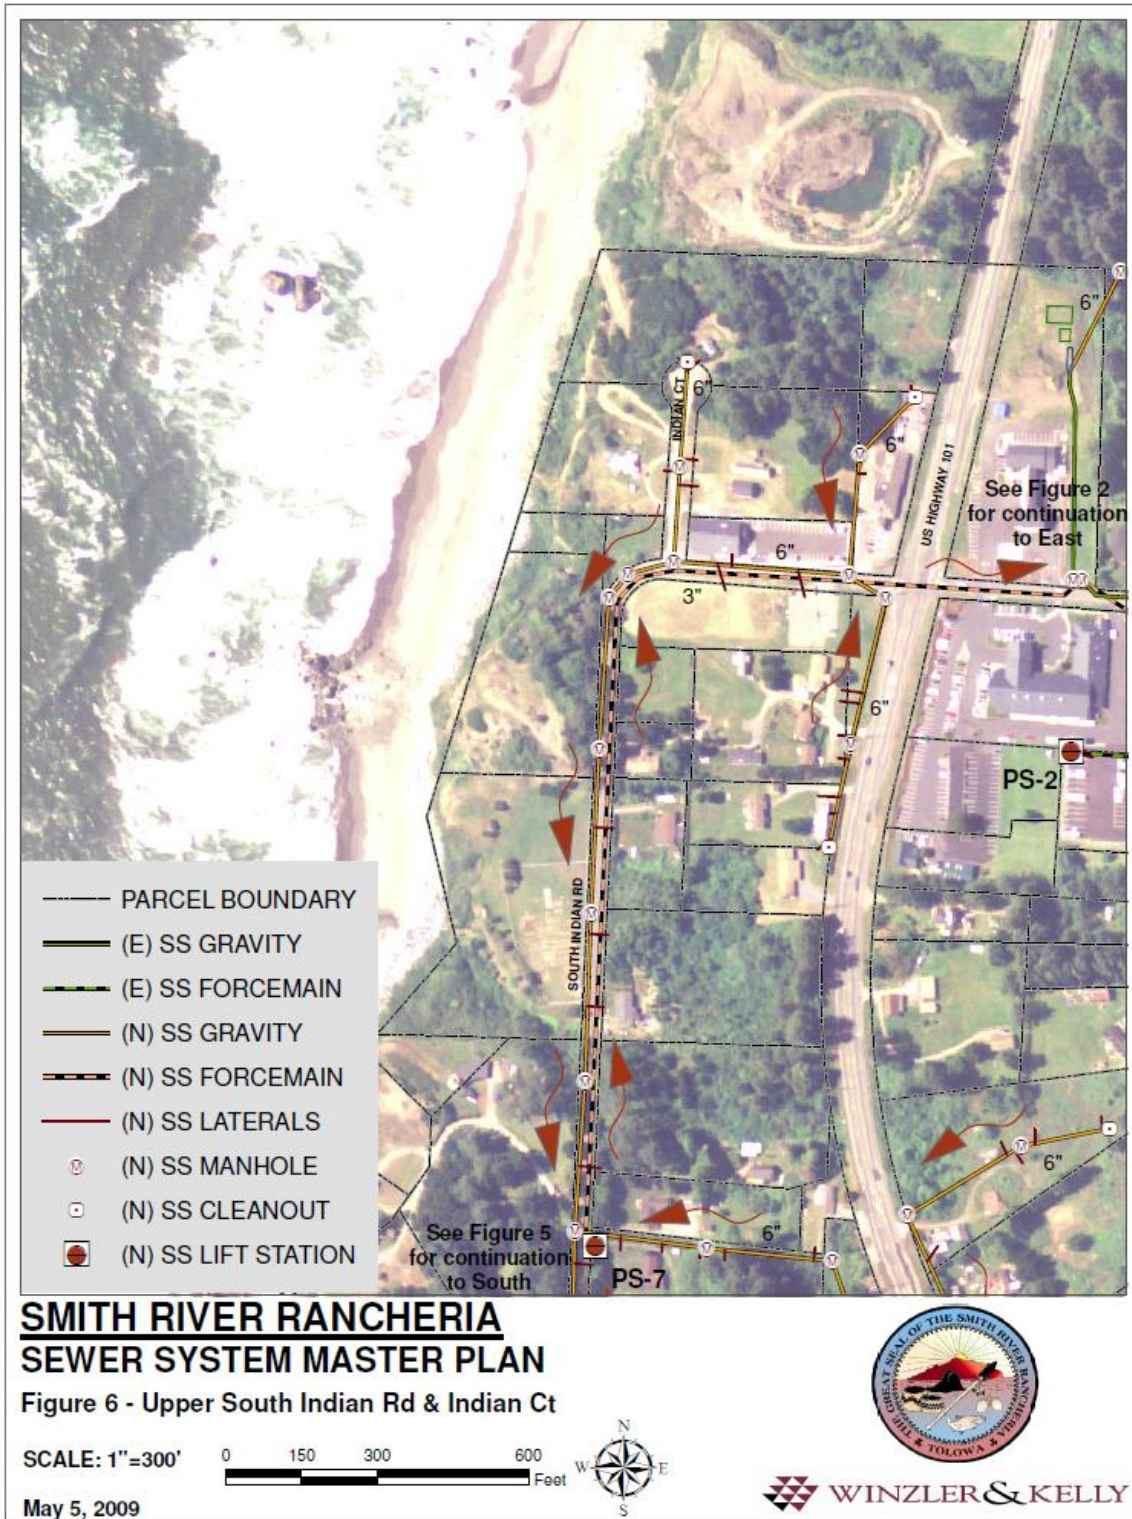 6"
INDIAN CT
6"
6"
US HIGHWAY 101
See Figure 2
for continuation
to East
6"
3"
6"
PS-2
SOUTH INDIAN RD
6"
6"
See Figure 5
for continuation
to South
PS-7
PARCEL BOUNDARY
(E) SS GRAVITY
(E) SS FORCEMAIN
(N) SS GRAVITY
(N) SS FORCEMAIN
(N) SS LATERALS
M (N) SS MANHOLE
(N) SS CLEANOUT
(N) SS LIFT STATION
SMITH RIVER RANCHERIA
SEWER SYSTEM MASTER PLAN
Figure 6 - Upper South Indian Rd & Indian Ct
SCALE: 1"=300'
0 150 300 600
Feet
N
W E
S
May 5, 2009
THE GREAT SEAL OF THE SMITH RIVER RANCHERIA
TOLOWA
WINZLER & KELLY